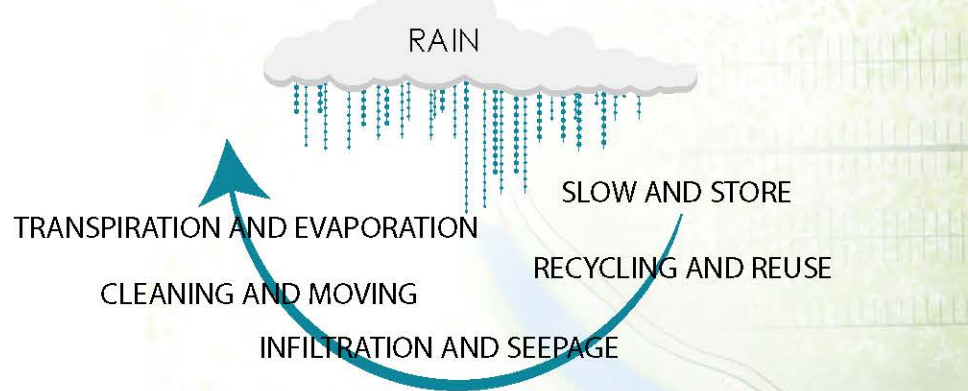 RAIN
SLOW AND STORE
RECYCLING AND REUSE
INFILTRATION AND SEEPAGE
CLEANING AND MOVING
TRANSPIRATION AND EVAPORATION